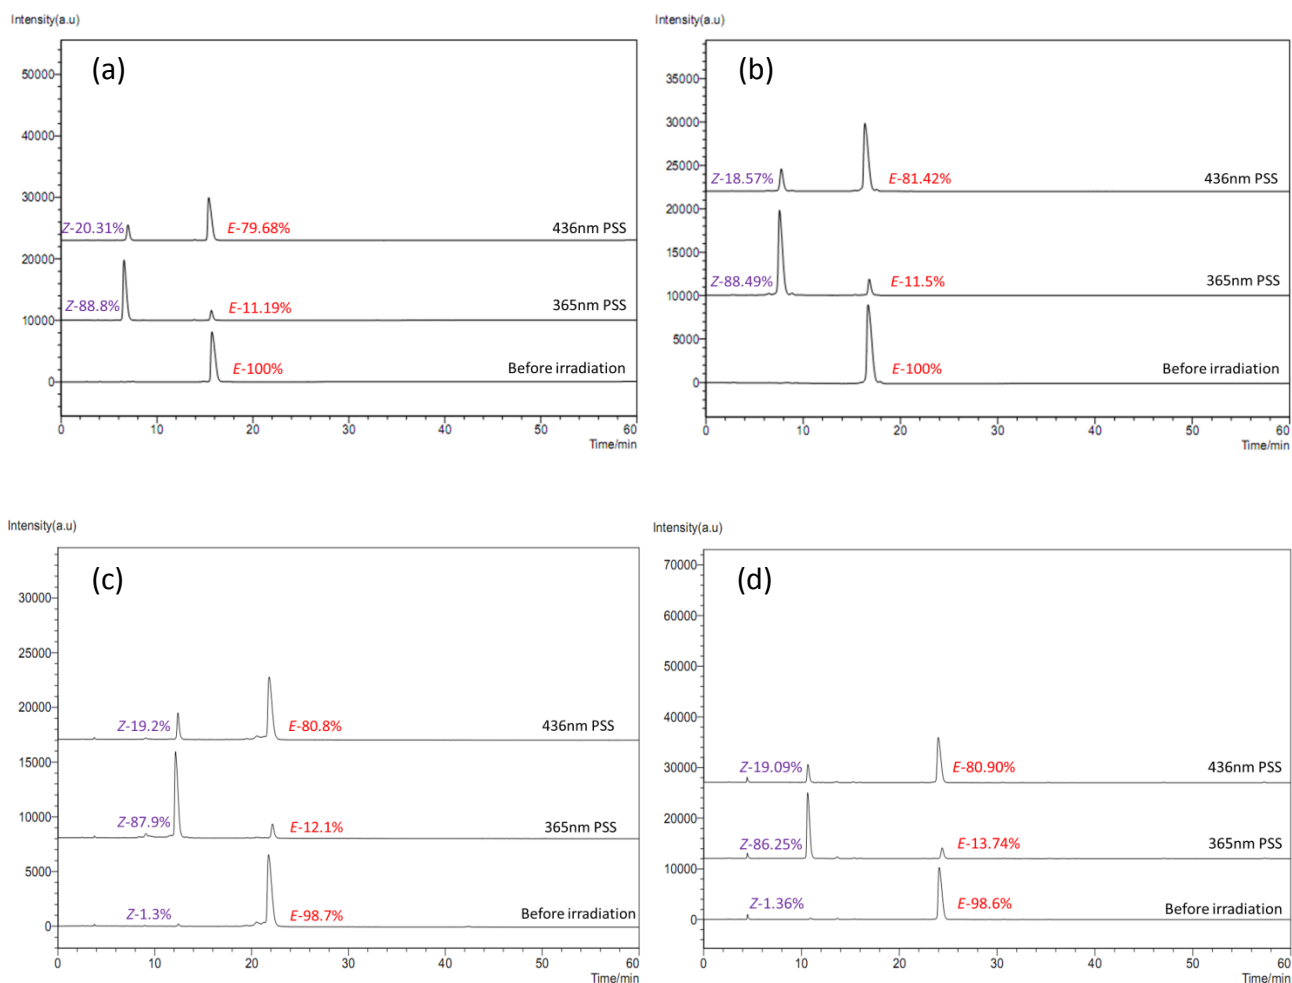 Intensity(a.u)
(a)
50000
40000
30000
20000
10000
0
Z-20.31%
E-79.68%
436nm PSS
Z-88.8%
E-11.19%
365nm PSS
E-100%
Before irradiation
0 10 20 30 40 50 60
Time/min
Intensity(a.u)
(b)
35000
30000
25000
20000
15000
10000
5000
0
Z-18.57%
E-81.42%
436nm PSS
Z-88.49%
E-11.5%
365nm PSS
E-100%
Before irradiation
0 10 20 30 40 50 60
Time/min
Intensity(a.u)
(c)
30000
25000
20000
15000
10000
5000
0
Z-19.2%
E-80.8%
436nm PSS
Z-87.9%
E-12.1%
365nm PSS
Z-1.3%
E-98.7%
Before irradiation
0 10 20 30 40 50 60
Time/min
Intensity(a.u)
(d)
70000
60000
50000
40000
30000
20000
10000
0
Z-19.09%
E-80.90%
436nm PSS
Z-86.25%
E-13.74%
365nm PSS
Z-1.36%
E-98.6%
Before irradiation
0 10 20 30 40 50 60
Time/min